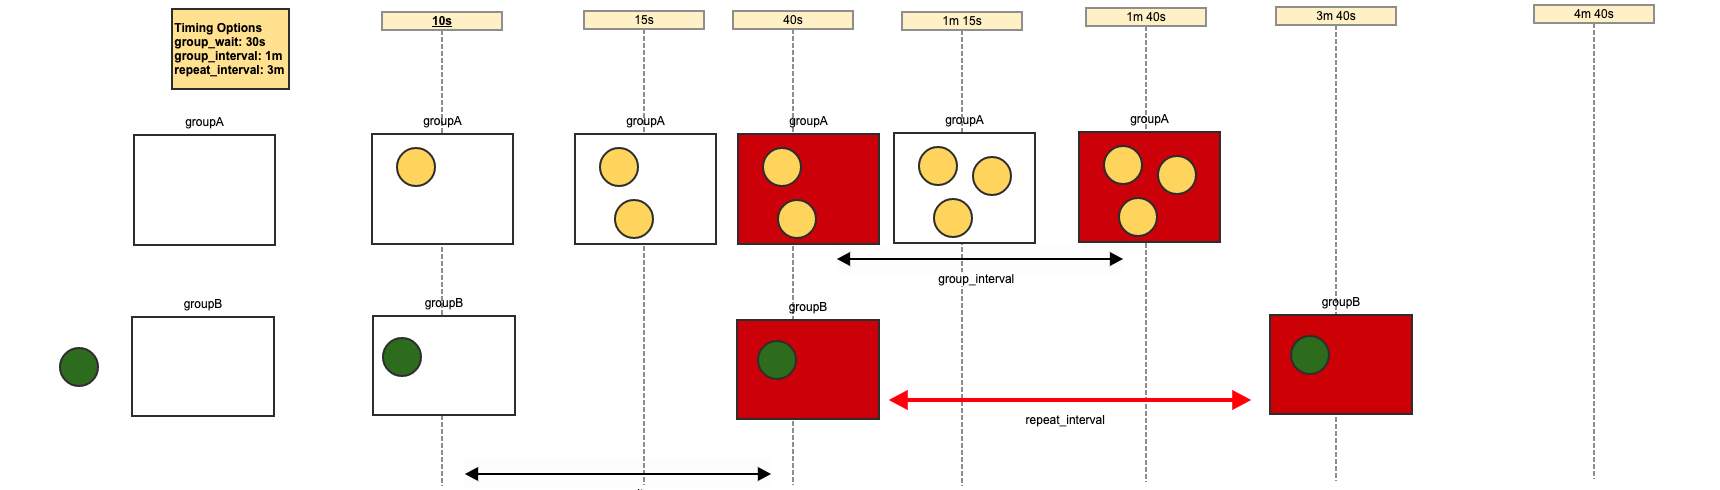 10s
15s
40s
1m 15s
1m 40s
3m 40s
4m 40s
Timing Options
group_wait: 30s
group_interval: 1m
repeat_interval: 3m
groupA
groupA
groupA
groupA
groupA
groupA
group_interval
groupB
groupB
groupB
groupB
repeat_interval